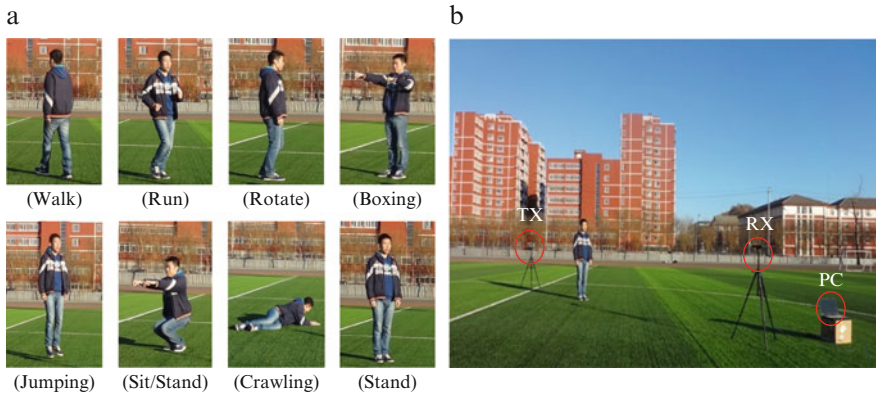 a
(Walk)
(Run)
(Rotate)
(Boxing)
(Jumping)
(Sit/Stand)
(Crawling)
(Stand)
b
TX
RX
PC